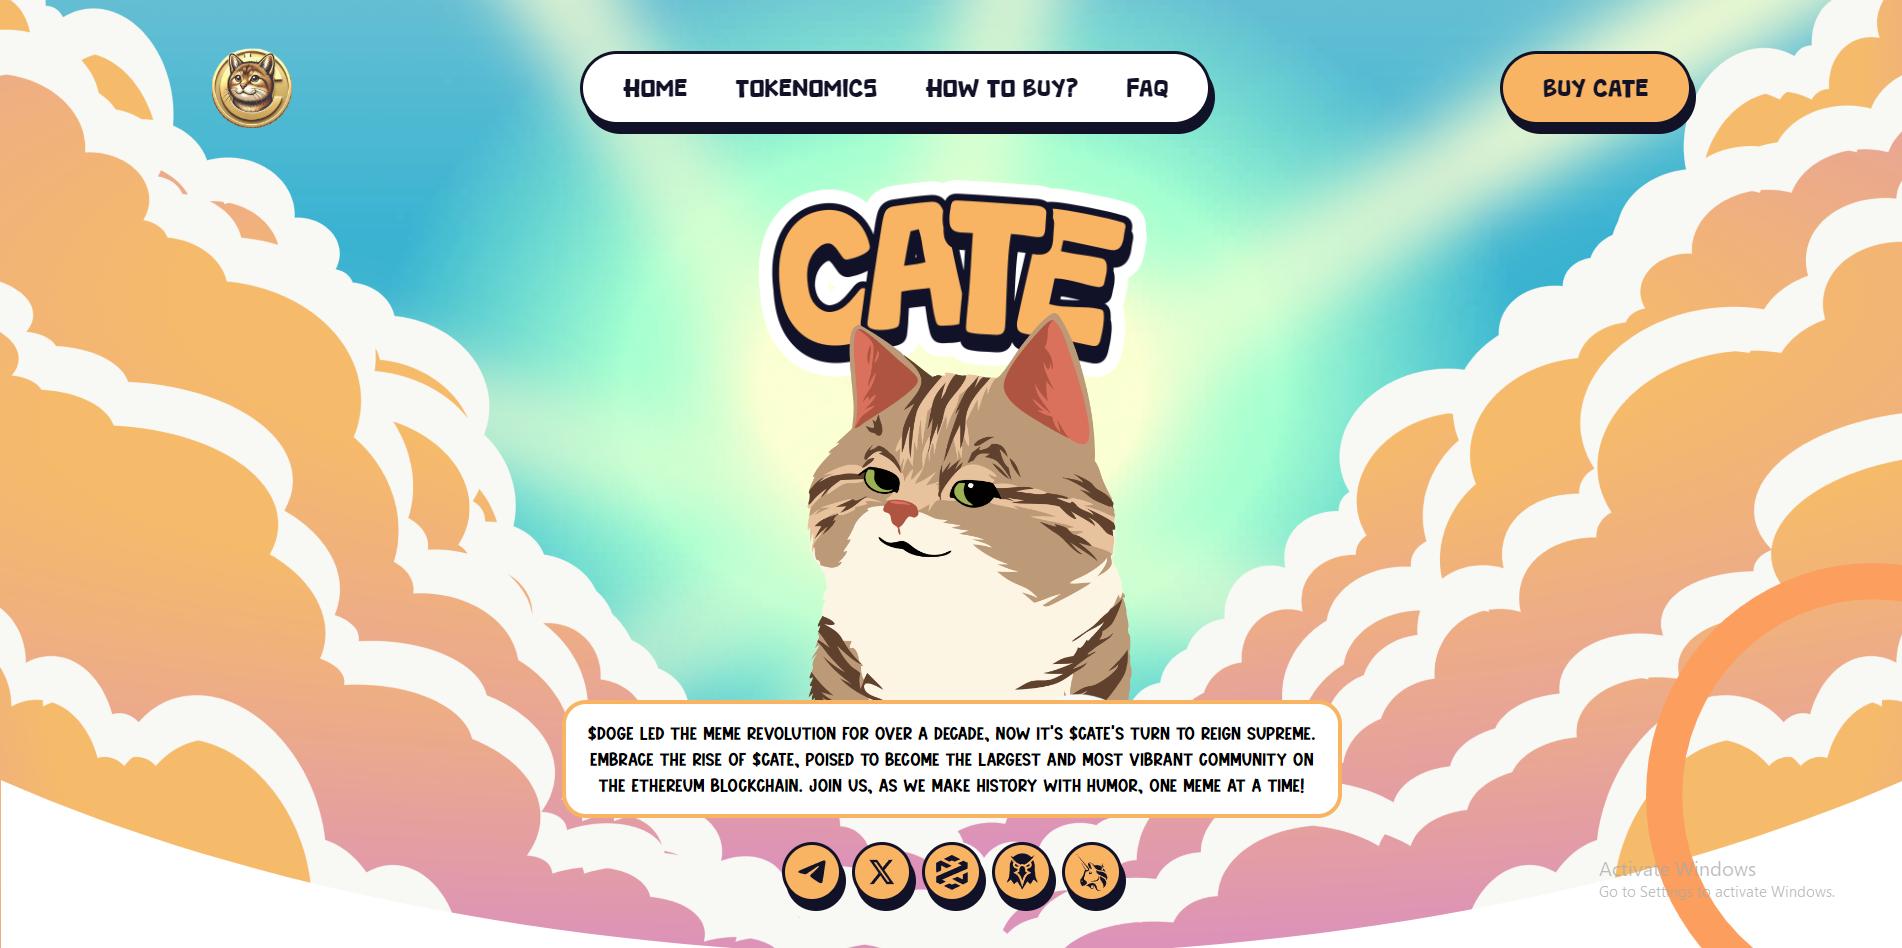 HOME TOKENOMICS HOW TO BUY? FAQ BUY CATE
CATE
$DOGE LED THE MEME REVOLUTION FOR OVER A DECADE, NOW IT'S $CATE'S TURN TO REIGN SUPREME.
EMBRACE THE RISE OF $CATE, POISED TO BECOME THE LARGEST AND MOST VIBRANT COMMUNITY ON
THE ETHEREUM BLOCKCHAIN. JOIN US, AS WE MAKE HISTORY WITH HUMOR, ONE MEME AT A TIME!
Activate Windows
Go to Settings to activate Windows.